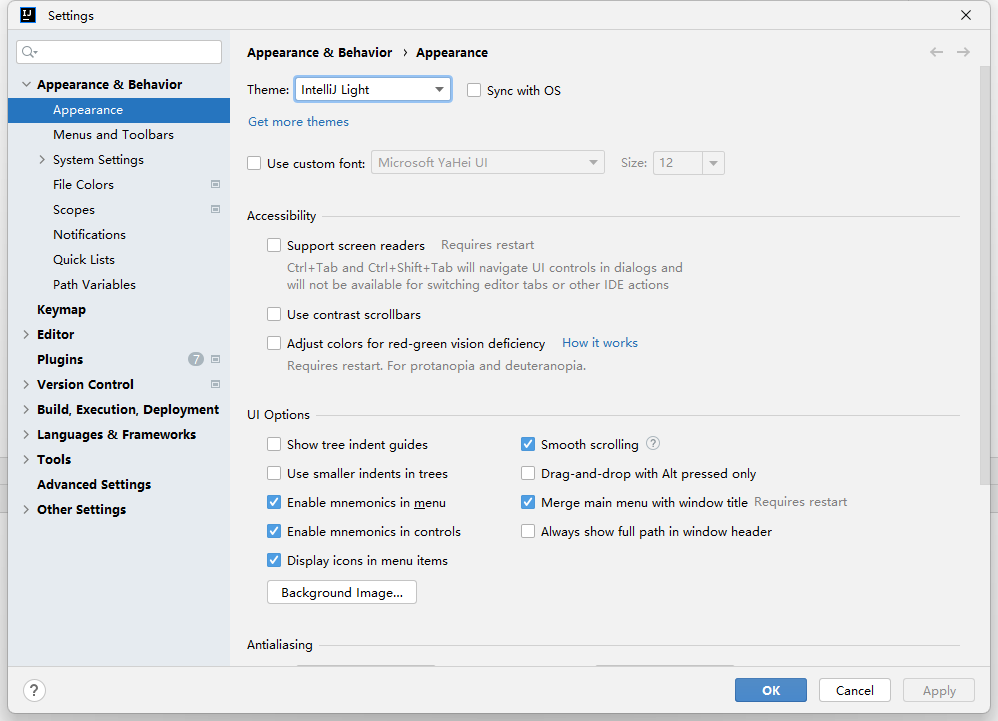 IJ
Settings
Appearance & Behavior
Appearance
Menus and Toolbars
System Settings
File Colors
Scopes
Notifications
Quick Lists
Path Variables
Keymap
Editor
Plugins 7
Version Control
Build, Execution, Deployment
Languages & Frameworks
Tools
Advanced Settings
Other Settings
Appearance & Behavior › Appearance
Theme: IntelliJ Light Sync with OS
Get more themes
Use custom font: Microsoft YaHei UI Size: 12
Accessibility
Support screen readers Requires restart
Ctrl+Tab and Ctrl+Shift+Tab will navigate UI controls in dialogs and
will not be available for switching editor tabs or other IDE actions
Use contrast scrollbars
Adjust colors for red-green vision deficiency How it works
Requires restart. For protanopia and deuteranopia.
UI Options
Show tree indent guides Smooth scrolling ?
Use smaller indents in trees Drag-and-drop with Alt pressed only
Enable mnemonics in menu Merge main menu with window title Requires restart
Enable mnemonics in controls Always show full path in window header
Display icons in menu items
Background Image...
Antialiasing
? OK Cancel Apply